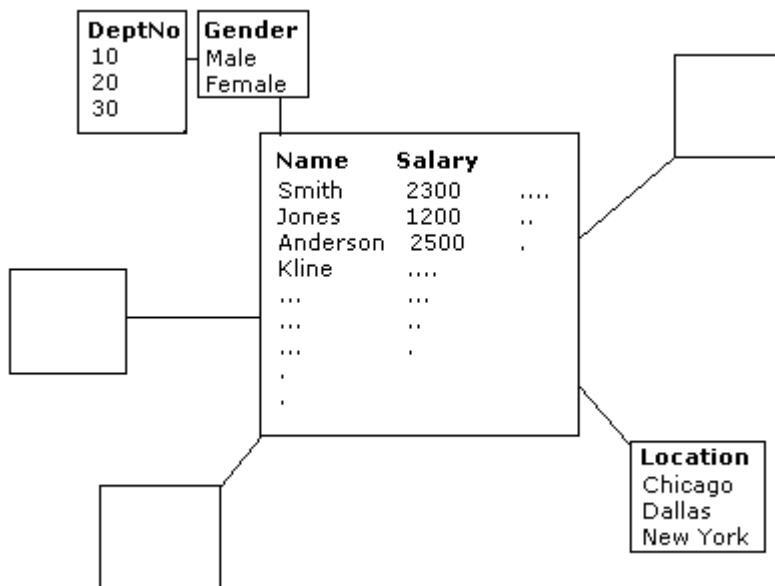 DeptNo
10
20
30
Gender
Male
Female
Name Salary
Smith 2300 ....
Jones 1200 ..
Anderson 2500 .
Kline ....
... ...
... ..
... .
.
.
Location
Chicago
Dallas
New York